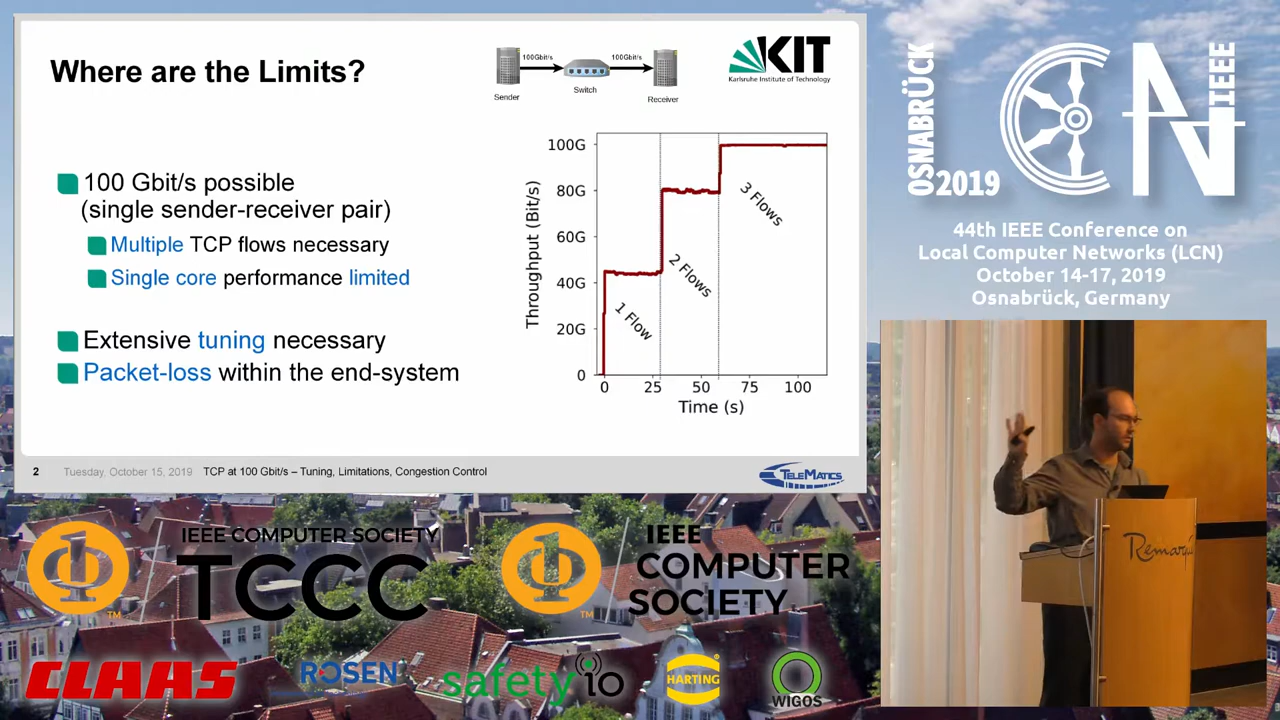 Where are the Limits?
100Gbit/s
100Gbit/s
Sender
Switch
Receiver
KIT
Karlsruhe Institute of Technology
100 Gbit/s possible
(single sender-receiver pair)
Multiple TCP flows necessary
Single core performance limited
Extensive tuning necessary
Packet-loss within the end-system
Throughput (Bit/s)
100G
80G
60G
40G
20G
0
1 Flow
2 Flows
3 Flows
0 25 50 75 100
Time (s)
2 Tuesday, October 15, 2019 TCP at 100 Gbit/s – Tuning, Limitations, Congestion Control
TELEMATICS
OSNABRÜCK
2019
LCN
IEEE
44th IEEE Conference on
Local Computer Networks (LCN)
October 14-17, 2019
Osnabrück, Germany
Remarque
IEEE COMPUTER SOCIETY
TCCC
TM
IEEE
COMPUTER
SOCIETY
TM
CLAAS
ROSEN
safety io
HARTING
WIGOS